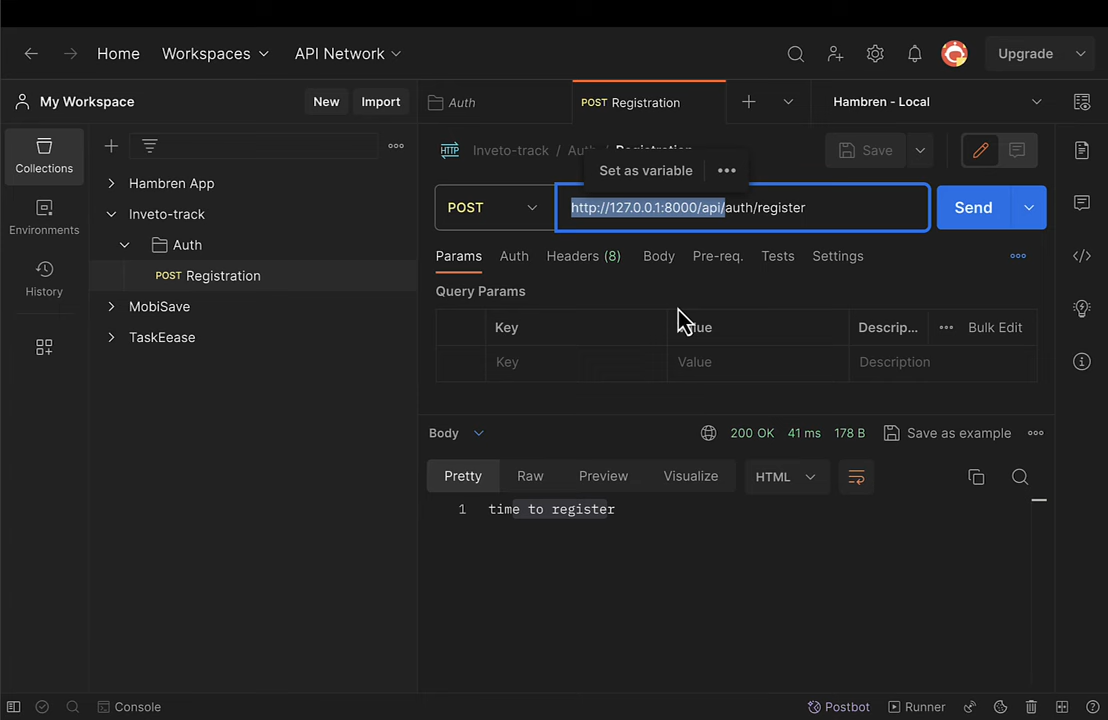 Home Workspaces API Network Upgrade
My Workspace New Import Auth POST Registration Hambren - Local
Collections
Environments
History
Hambren App
Inveto-track
Auth
POST Registration
MobiSave
TaskEease
HTTP Inveto-track / Auth / Registration Save
Set as variable
POST http://127.0.0.1:8000/api/auth/register Send
Params Auth Headers (8) Body Pre-req. Tests Settings
Query Params
Key Value Descrip... Bulk Edit
Key Value Description
Body 200 OK 41 ms 178 B Save as example
Pretty Raw Preview Visualize HTML
1 time to register
Console Postbot Runner